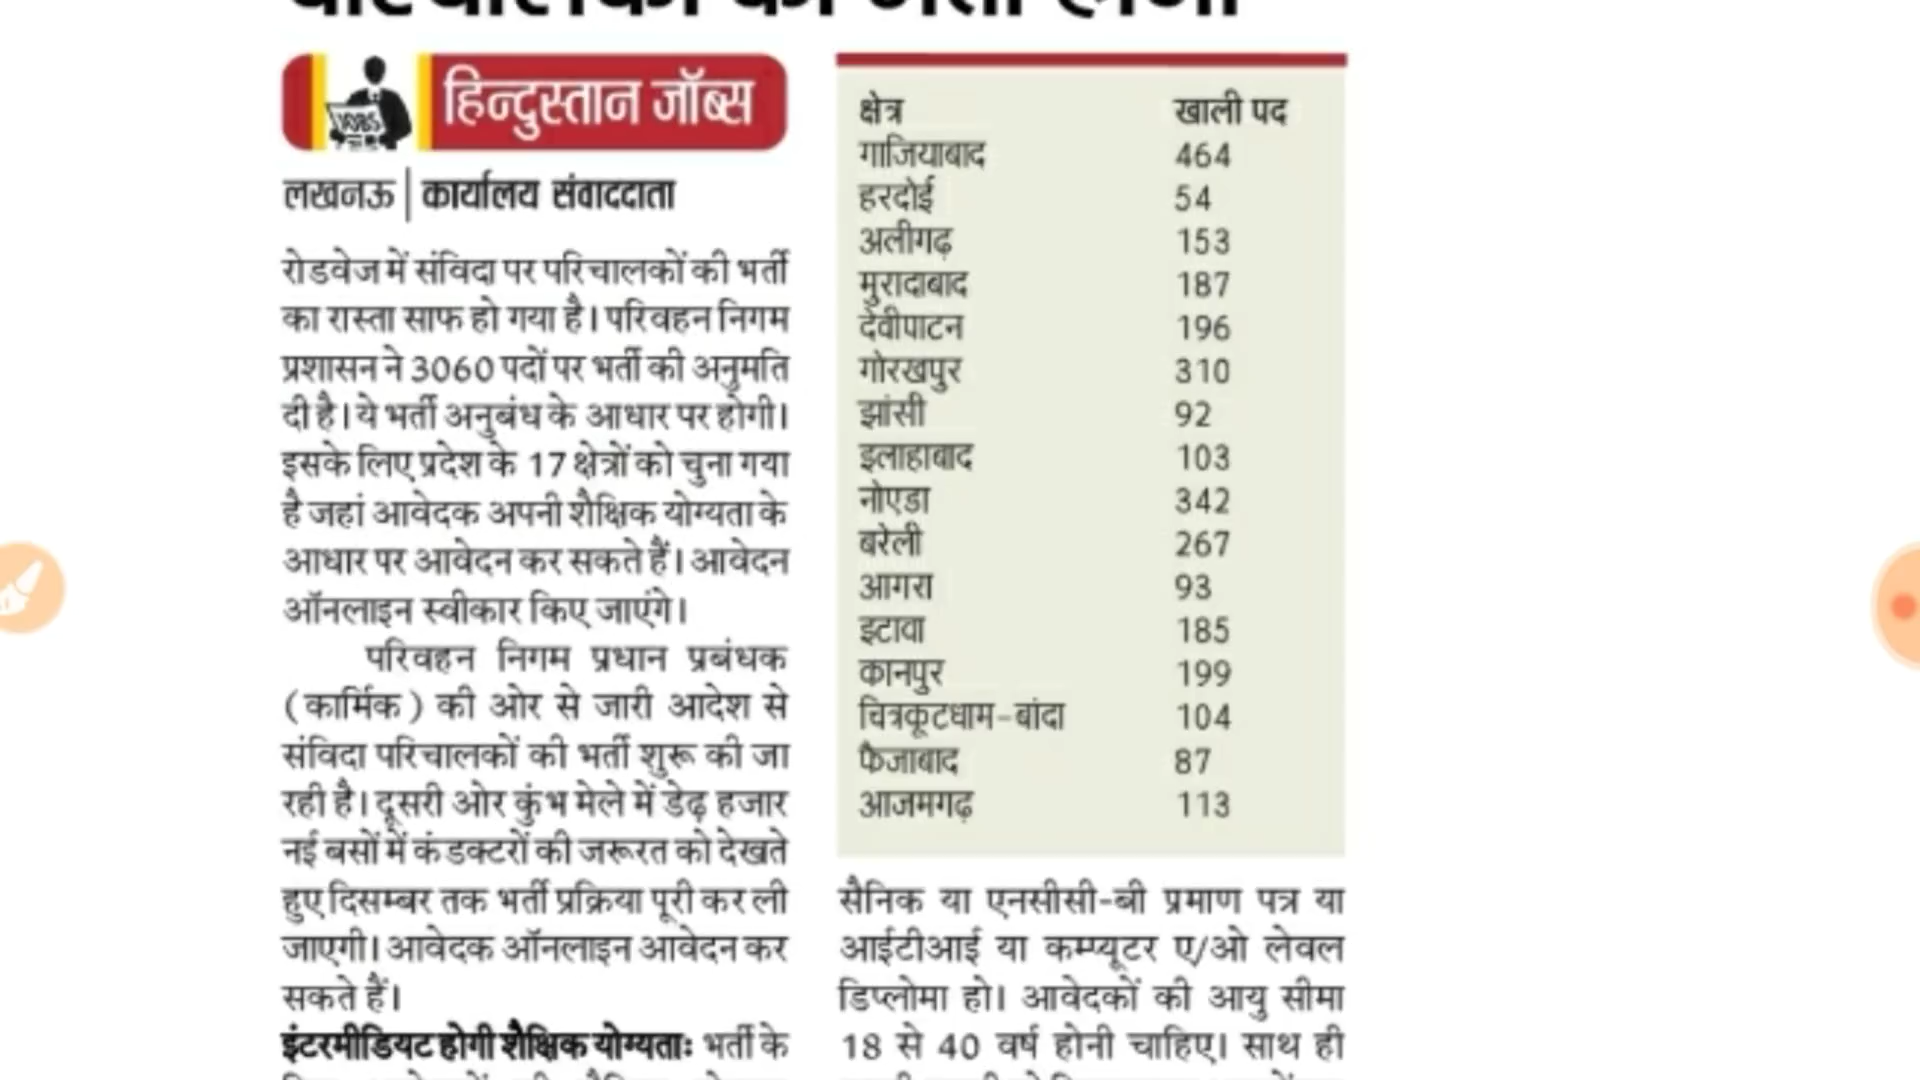 हिन्दुस्तान जॉब्स
JOBS
लखनऊ | कार्यालय संवाददाता
रोडवेज में संविदा पर परिचालकों की भर्ती
का रास्ता साफ हो गया है। परिवहन निगम
प्रशासन ने 3060 पदों पर भर्ती की अनुमति
दी है। ये भर्ती अनुबंध के आधार पर होगी।
इसके लिए प्रदेश के 17 क्षेत्रों को चुना गया
है जहां आवेदक अपनी शैक्षिक योग्यता के
आधार पर आवेदन कर सकते हैं। आवेदन
ऑनलाइन स्वीकार किए जाएंगे।
परिवहन निगम प्रधान प्रबंधक
(कार्मिक) की ओर से जारी आदेश से
संविदा परिचालकों की भर्ती शुरू की जा
रही है। दूसरी ओर कुंभ मेले में डेढ़ हजार
नई बसों में कंडक्टरों की जरूरत को देखते
हुए दिसम्बर तक भर्ती प्रक्रिया पूरी कर ली
जाएगी। आवेदक ऑनलाइन आवेदन कर
सकते हैं।
इंटरमीडियट होगी शैक्षिक योग्यताः भर्ती के
क्षेत्र खाली पद
गाजियाबाद 464
हरदोई 54
अलीगढ़ 153
मुरादाबाद 187
देवीपाटन 196
गोरखपुर 310
झांसी 92
इलाहाबाद 103
नोएडा 342
बरेली 267
आगरा 93
इटावा 185
कानपुर 199
चित्रकूटधाम-बांदा 104
फैजाबाद 87
आजमगढ़ 113
सैनिक या एनसीसी-बी प्रमाण पत्र या
आईटीआई या कम्प्यूटर ए/ओ लेवल
डिप्लोमा हो। आवेदकों की आयु सीमा
18 से 40 वर्ष होनी चाहिए। साथ ही